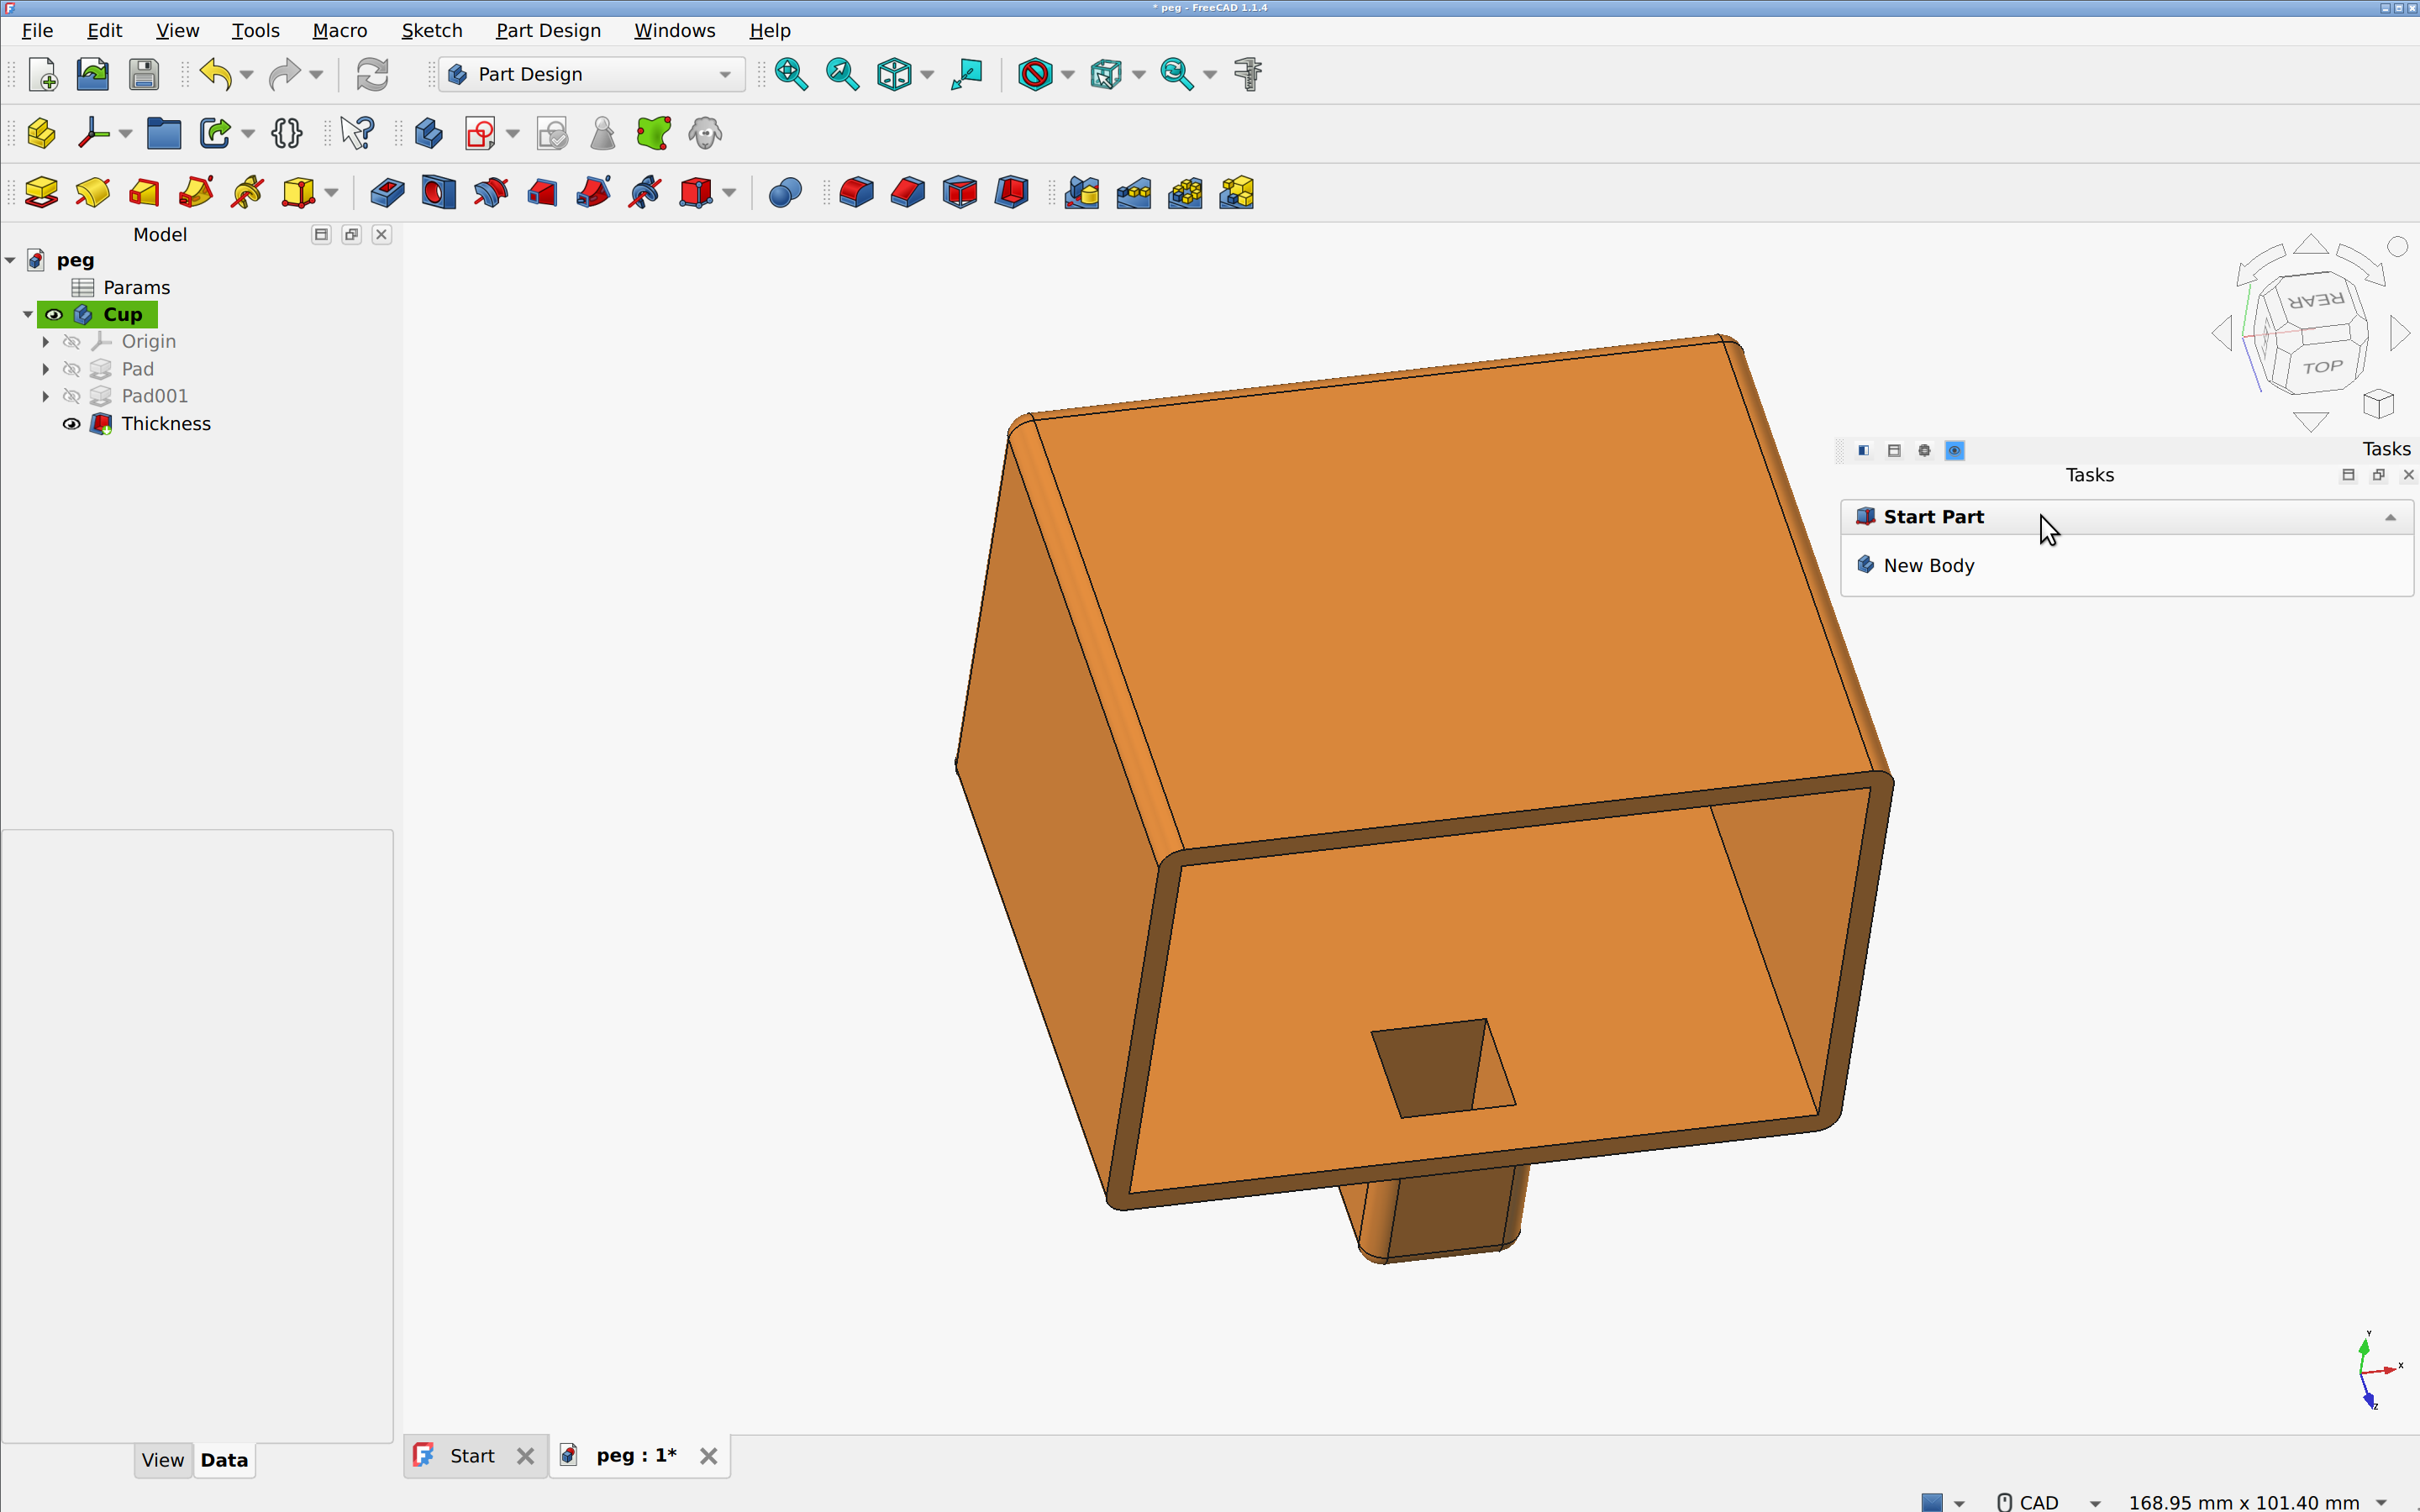 * peg - FreeCAD 1.1.4
File Edit View Tools Macro Sketch Part Design Windows Help
Part Design
Model
peg
Params
Cup
Origin
Pad
Pad001
Thickness
REAR
TOP
Tasks
Tasks
Start Part
New Body
Y
X
Z
View Data
Start
peg : 1*
CAD
168.95 mm x 101.40 mm